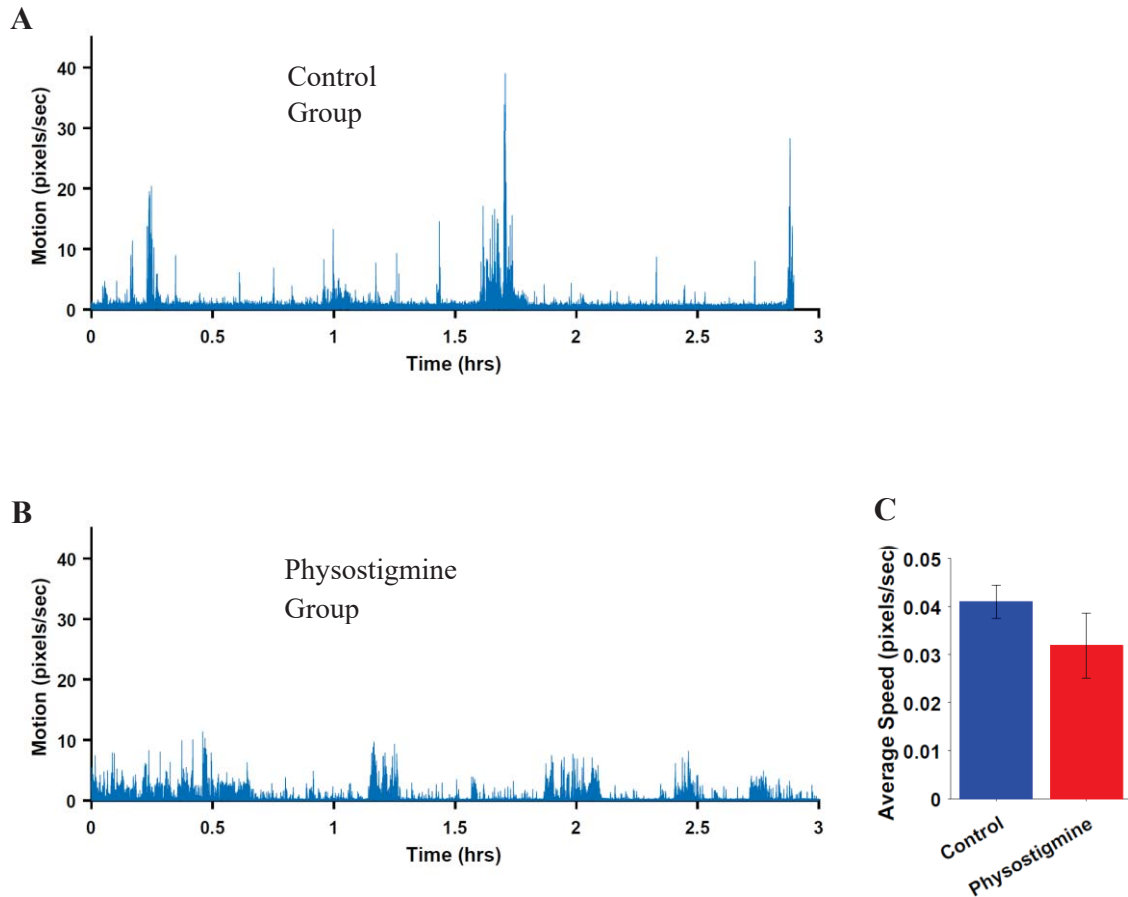 A
Motion (pixels/sec)
40
30
20
10
0
Control
Group
0 0.5 1 1.5 2 2.5 3
Time (hrs)
B
Motion (pixels/sec)
40
30
20
10
0
Physostigmine
Group
0 0.5 1 1.5 2 2.5 3
Time (hrs)
C
Average Speed (pixels/sec)
0.05
0.04
0.03
0.02
0.01
0
Control
Physostigmine